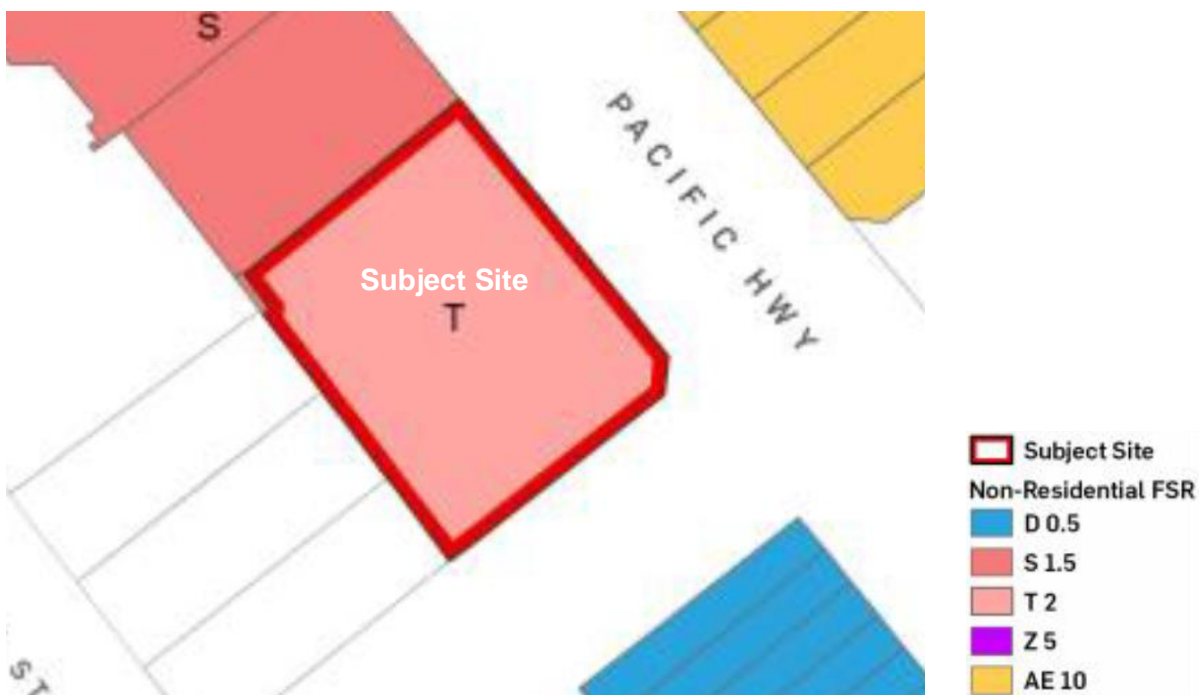 S
PACIFIC HWY
Subject Site
T
ST
Subject Site
Non-Residential FSR
D 0.5
S 1.5
T 2
Z 5
AE 10